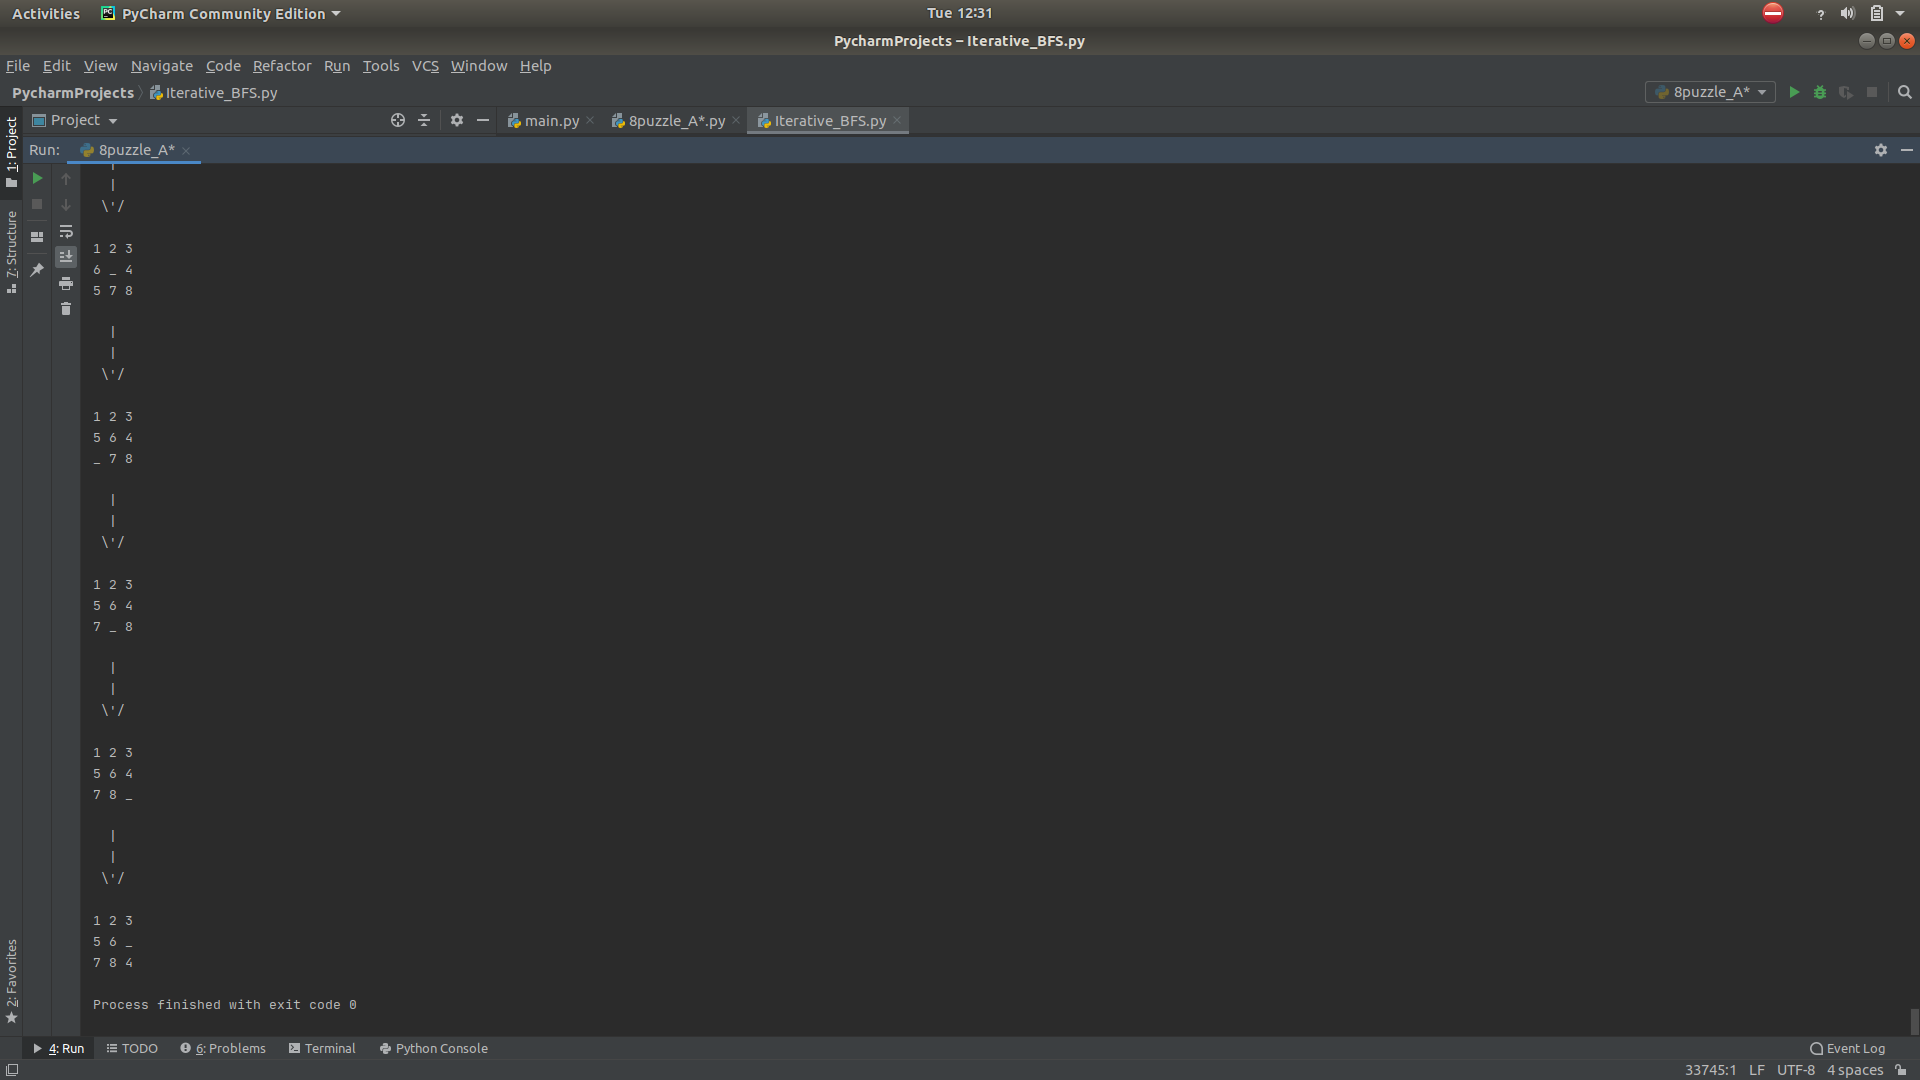 Activities PyCharm Community Edition Tue 12:31 ?
PycharmProjects – Iterative_BFS.py
File Edit View Navigate Code Refactor Run Tools VCS Window Help
PycharmProjects Iterative_BFS.py 8puzzle_A*
Project main.py 8puzzle_A*.py Iterative_BFS.py
Run: 8puzzle_A*
1: Project
7: Structure
2: Favorites
|
|
\'/
1 2 3
6 _ 4
5 7 8
|
|
\'/
1 2 3
5 6 4
_ 7 8
|
|
\'/
1 2 3
5 6 4
7 _ 8
|
|
\'/
1 2 3
5 6 4
7 8 _
|
|
\'/
1 2 3
5 6 _
7 8 4
Process finished with exit code 0
4: Run TODO 6: Problems Terminal Python Console Event Log
33745:1 LF UTF-8 4 spaces